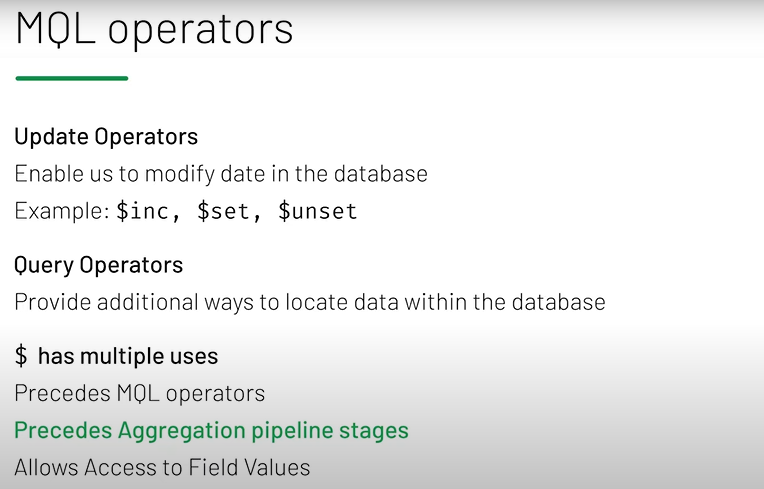 MQL operators
Update Operators
Enable us to modify date in the database
Example: $inc, $set, $unset
Query Operators
Provide additional ways to locate data within the database
$ has multiple uses
Precedes MQL operators
Precedes Aggregation pipeline stages
Allows Access to Field Values